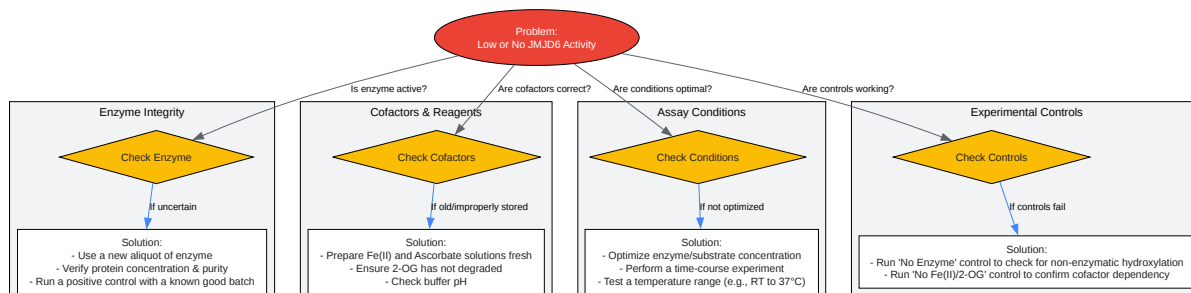 Problem:
Low or No JMJD6 Activity
Is enzyme active?
Are cofactors correct?
Are conditions optimal?
Are controls working?
Enzyme Integrity
Cofactors & Reagents
Assay Conditions
Experimental Controls
Check Enzyme
Check Cofactors
Check Conditions
Check Controls
If uncertain
If old/improperly stored
If not optimized
If controls fail
Solution:
- Use a new aliquot of enzyme
- Verify protein concentration & purity
- Run a positive control with a known good batch
Solution:
- Prepare Fe(II) and Ascorbate solutions fresh
- Ensure 2-OG has not degraded
- Check buffer pH
Solution:
- Optimize enzyme/substrate concentration
- Perform a time-course experiment
- Test a temperature range (e.g., RT to 37°C)
Solution:
- Run 'No Enzyme' control to check for non-enzymatic hydroxylation
- Run 'No Fe(II)/2-OG' control to confirm cofactor dependency